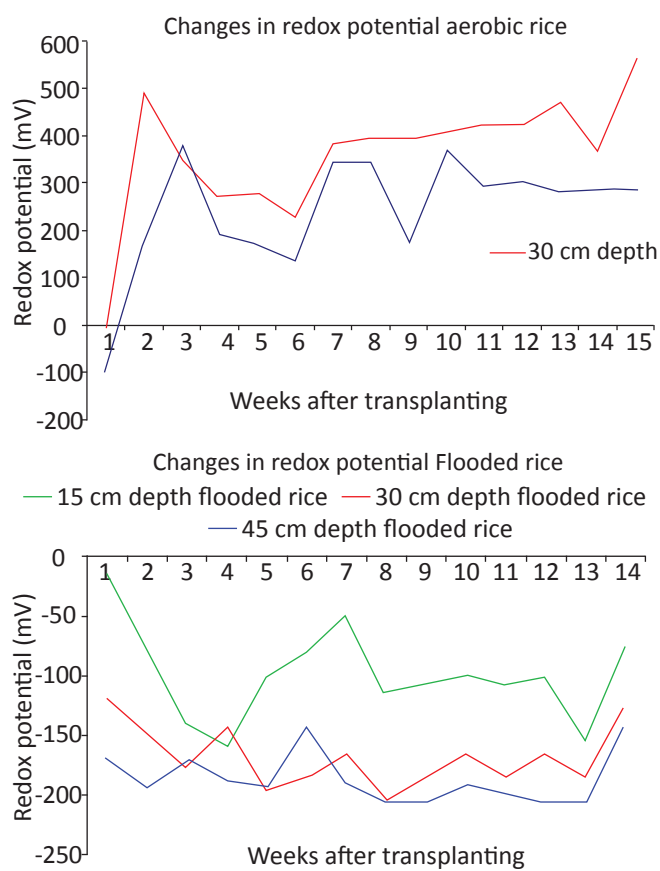 Changes in redox potential aerobic rice
600
500
400
300
200
100
0
-100
-200
Redox potential (mV)
30 cm depth
1 2 3 4 5 6 7 8 9 10 11 12 13 14 15
Weeks after transplanting
Changes in redox potential Flooded rice
15 cm depth flooded rice 30 cm depth flooded rice
45 cm depth flooded rice
0
-50
-100
-150
-200
-250
Redox potential (mV)
1 2 3 4 5 6 7 8 9 10 11 12 13 14
Weeks after transplanting